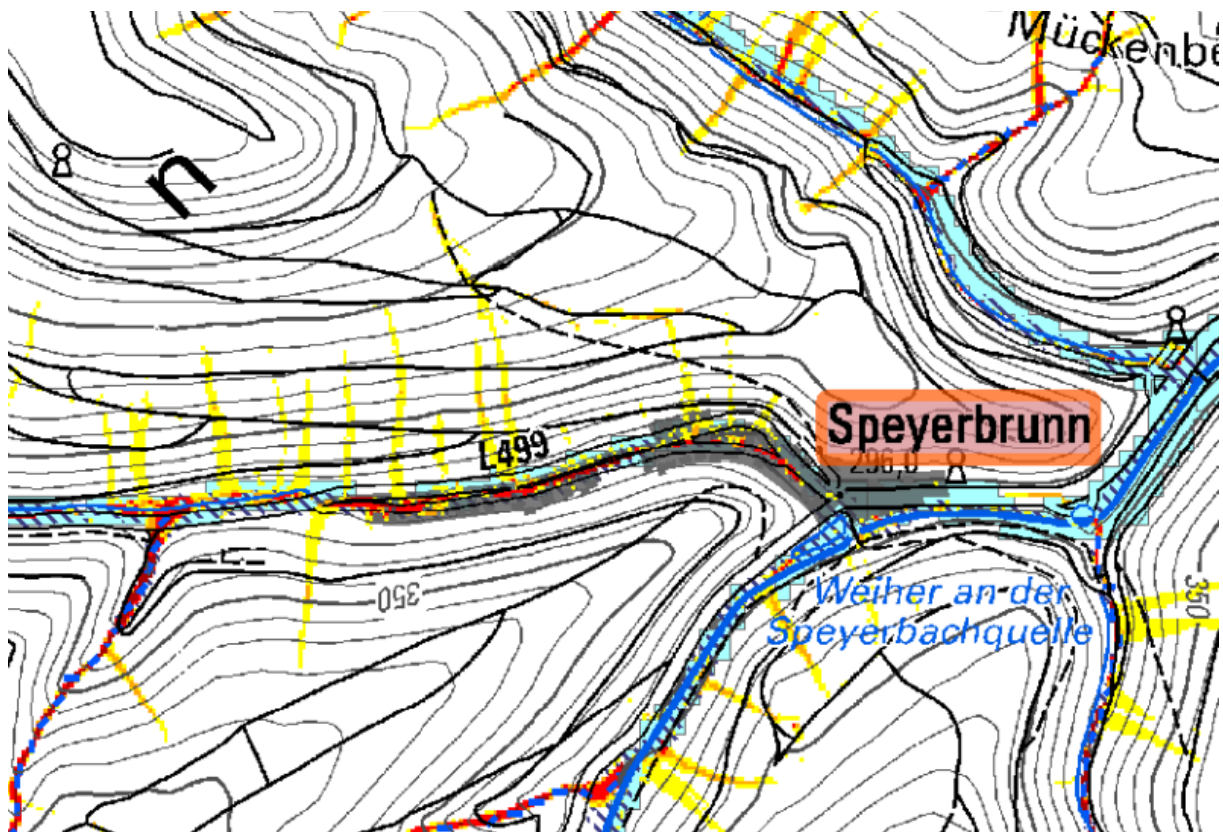 Mückenbe
n
L499
Speyerbrunn
296,0
350
350
Weiher an der
Speyerbachquelle